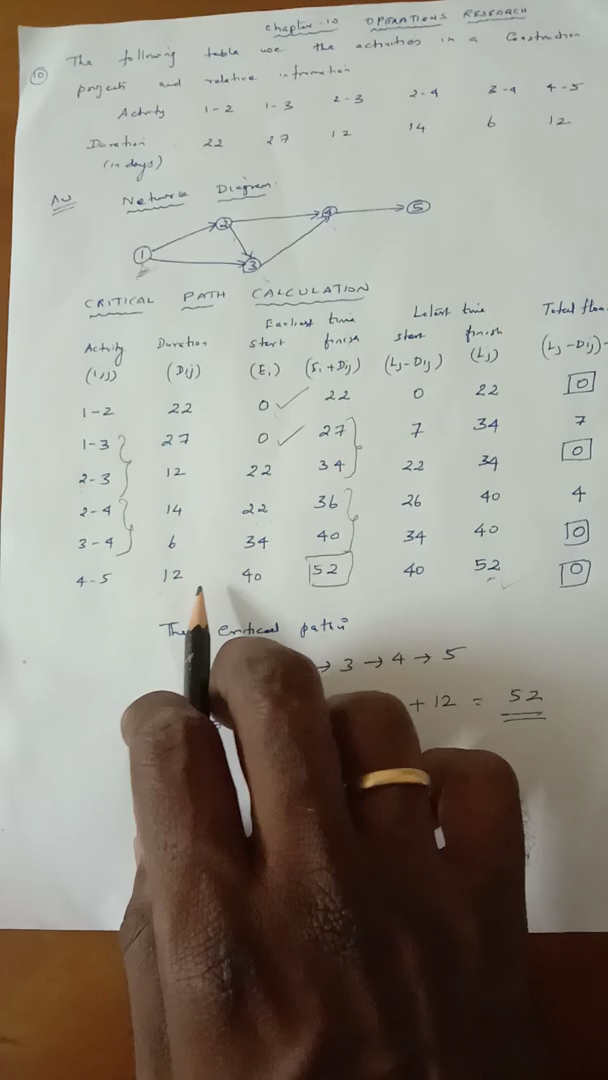 Chapter-10 OPERATIONS RESEARCH
10 The following table use the activities in a Construction
projects and relative information
Activity 1-2 1-3 2-3 2-4 3-4 4-5
Duration 22 27 12 14 6 12
(in days)
Network Diagram:
1 2 3 4 5
CRITICAL PATH CALCULATION
Earliest time Latest time Total
Activity Duration start finish start finish
(i,j) (Dij) (Ei) (Ei + Dij) (Lj-Dij) (Lj) (Lj-Dij)-
1-2 22 0 22 0 22 0
1-3 27 0 27 7 34 7
2-3 12 22 34 22 34 0
2-4 14 22 36 26 40 4
3-4 6 34 40 34 40 0
4-5 12 40 52 40 52 0
critical path
→ 3 → 4 → 5
+ 12 = 52